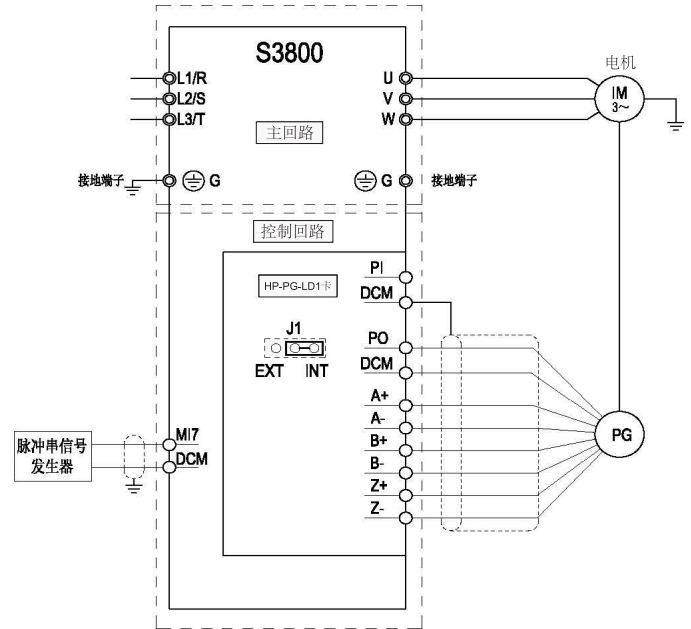 S3800
电机
L1/R
U
L2/S
V
IM
3~
L3/T
W
主回路
接地端子
G
G
接地端子
控制回路
PI
HP-PG-LD1卡
DCM
J1
PO
EXT
INT
DCM
A+
A-
MI7
B+
PG
脉冲串信号
发生器
DCM
B-
Z+
Z-